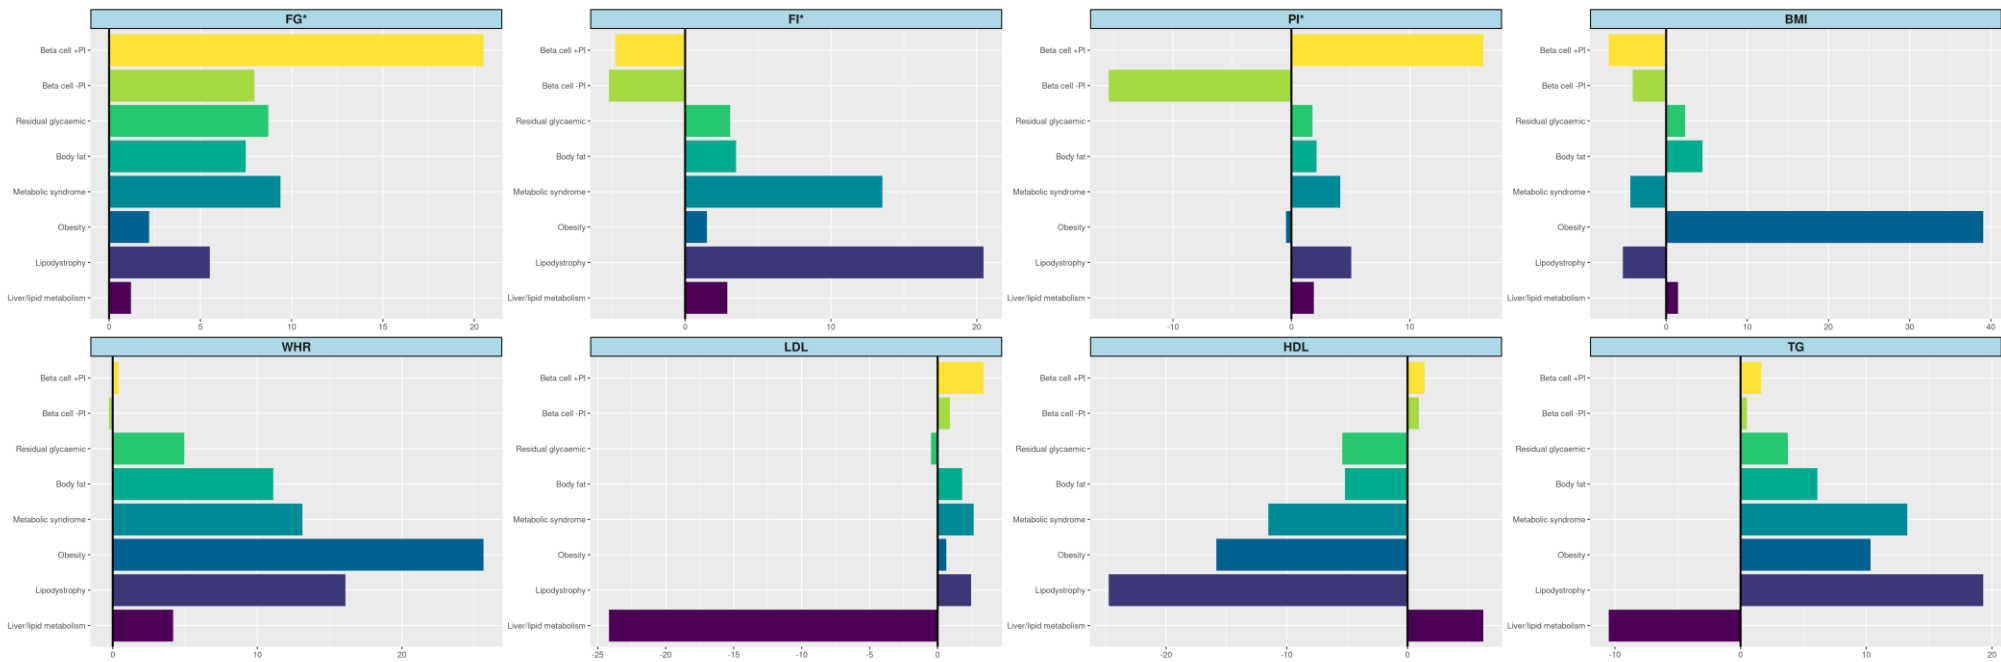 FG*
Beta cell +PI
Beta cell -PI
Residual glycaemic
Body fat
Metabolic syndrome
Obesity
Lipodystrophy
Liver/lipid metabolism
0 5 10 15 20
FI*
Beta cell +PI
Beta cell -PI
Residual glycaemic
Body fat
Metabolic syndrome
Obesity
Lipodystrophy
Liver/lipid metabolism
0 10 20
PI*
Beta cell +PI
Beta cell -PI
Residual glycaemic
Body fat
Metabolic syndrome
Obesity
Lipodystrophy
Liver/lipid metabolism
-10 0 10
BMI
Beta cell +PI
Beta cell -PI
Residual glycaemic
Body fat
Metabolic syndrome
Obesity
Lipodystrophy
Liver/lipid metabolism
0 10 20 30 40
WHR
Beta cell +PI
Beta cell -PI
Residual glycaemic
Body fat
Metabolic syndrome
Obesity
Lipodystrophy
Liver/lipid metabolism
0 10 20
LDL
Beta cell +PI
Beta cell -PI
Residual glycaemic
Body fat
Metabolic syndrome
Obesity
Lipodystrophy
Liver/lipid metabolism
-25 -20 -15 -10 -5 0
HDL
Beta cell +PI
Beta cell -PI
Residual glycaemic
Body fat
Metabolic syndrome
Obesity
Lipodystrophy
Liver/lipid metabolism
-20 -10 0
TG
Beta cell +PI
Beta cell -PI
Residual glycaemic
Body fat
Metabolic syndrome
Obesity
Lipodystrophy
Liver/lipid metabolism
-10 0 10 20